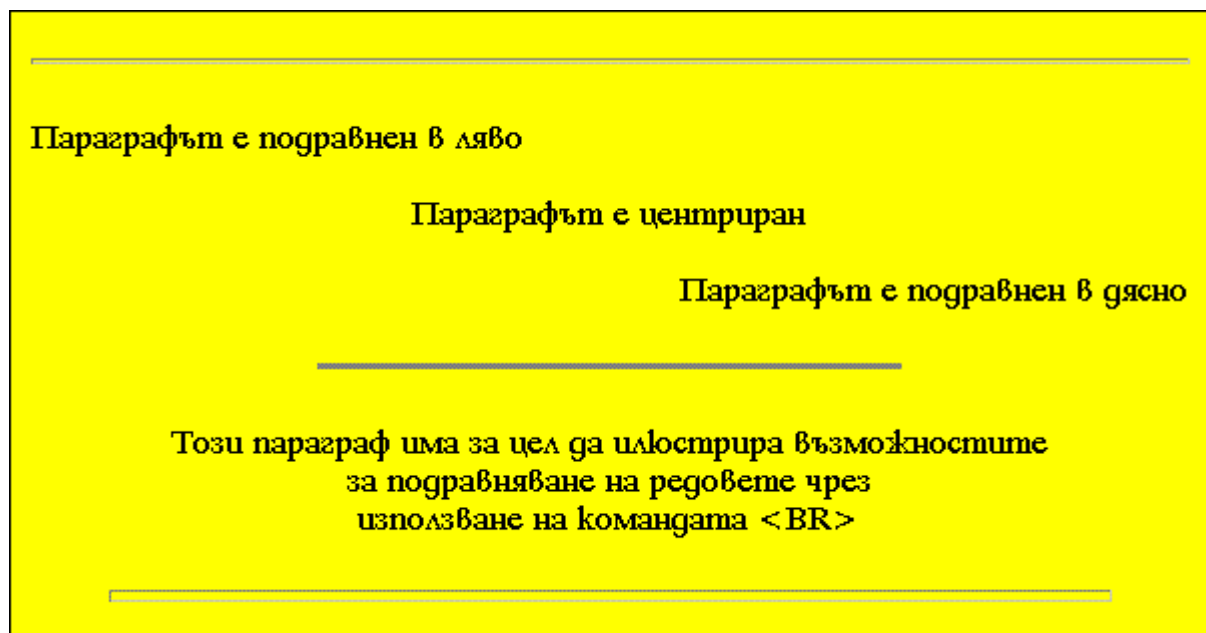 Параграфът е подравнен в ляво
Параграфът е центриран
Параграфът е подравнен в дясно
Този параграф има за цел да илюстрира възможностите
за подравняване на редовете чрез
използване на командата <BR>